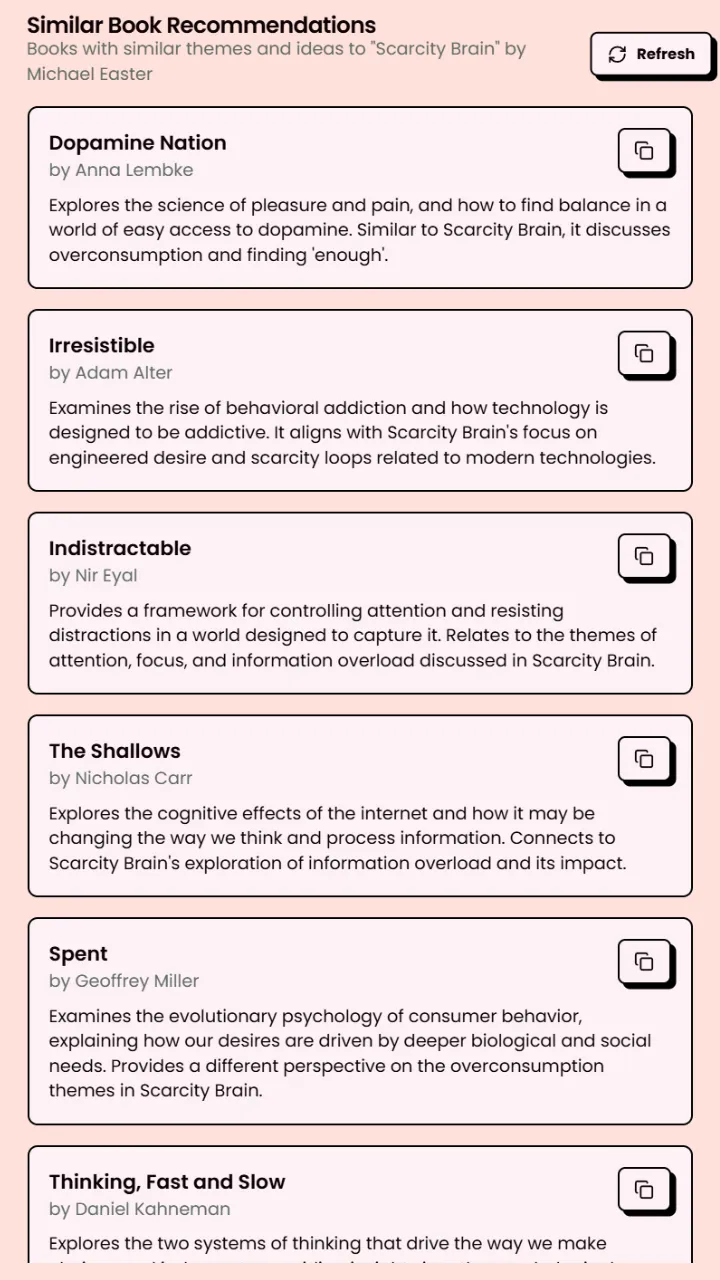 Similar Book Recommendations
Books with similar themes and ideas to "Scarcity Brain" by
Michael Easter
Refresh
Dopamine Nation
by Anna Lembke
Explores the science of pleasure and pain, and how to find balance in a
world of easy access to dopamine. Similar to Scarcity Brain, it discusses
overconsumption and finding 'enough'.
Irresistible
by Adam Alter
Examines the rise of behavioral addiction and how technology is
designed to be addictive. It aligns with Scarcity Brain's focus on
engineered desire and scarcity loops related to modern technologies.
Indistractable
by Nir Eyal
Provides a framework for controlling attention and resisting
distractions in a world designed to capture it. Relates to the themes of
attention, focus, and information overload discussed in Scarcity Brain.
The Shallows
by Nicholas Carr
Explores the cognitive effects of the internet and how it may be
changing the way we think and process information. Connects to
Scarcity Brain's exploration of information overload and its impact.
Spent
by Geoffrey Miller
Examines the evolutionary psychology of consumer behavior,
explaining how our desires are driven by deeper biological and social
needs. Provides a different perspective on the overconsumption
themes in Scarcity Brain.
Thinking, Fast and Slow
by Daniel Kahneman
Explores the two systems of thinking that drive the way we make